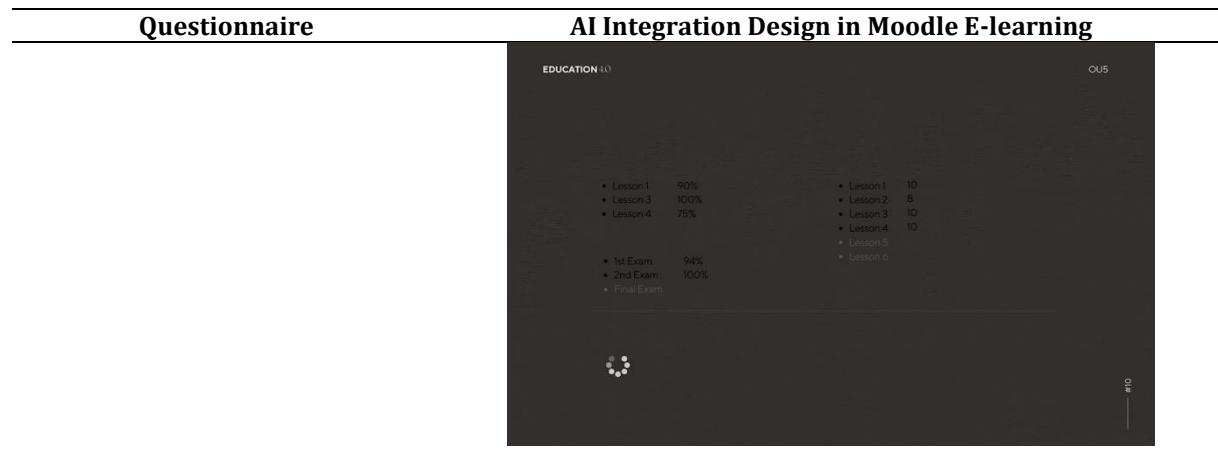 Questionnaire AI Integration Design in Moodle E-learning
EDUCATION 4.0 OU5
• Lesson 1 90%
• Lesson 3 100%
• Lesson 4 75%
• 1st Exam 94%
• 2nd Exam 100%
• Final Exam
• Lesson 1 10
• Lesson 2 8
• Lesson 3 10
• Lesson 4 10
• Lesson 5
• Lesson 6
#10